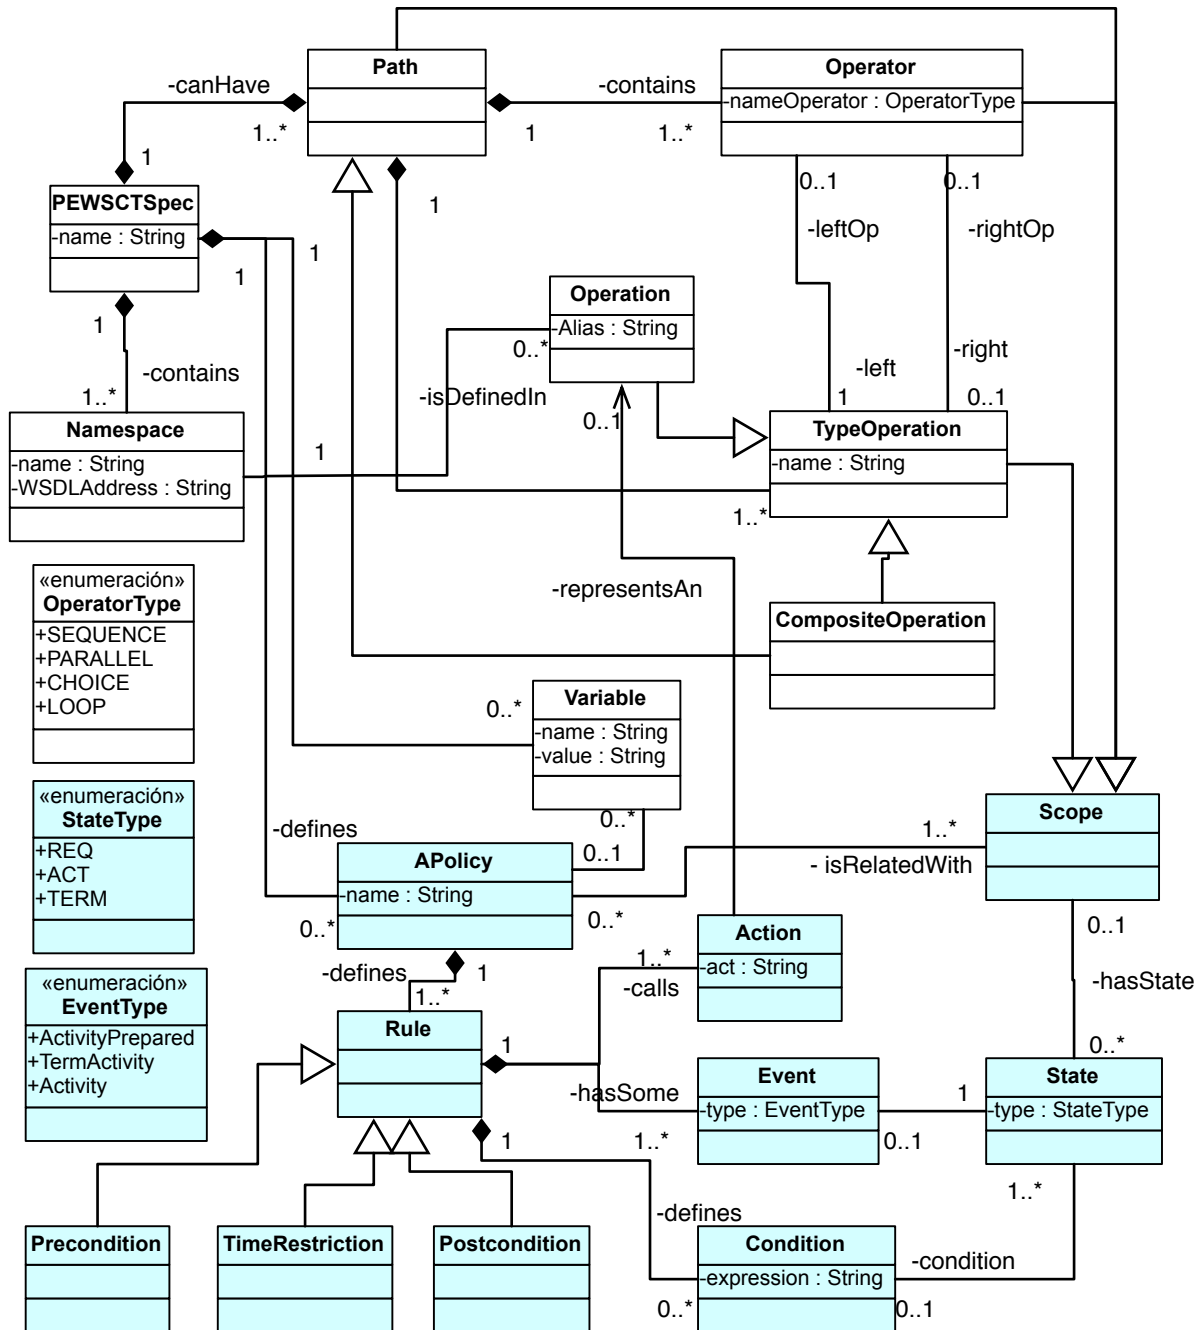 Path
-canHave
1..*
1
-contains
1
1..*
Operator
-nameOperator : OperatorType
0..1
0..1
-leftOp
-rightOp
1
PEWSCTSpec
-name : String
1
1
1
-contains
1..*
Operation
-Alias : String
0..*
-isDefinedIn
0..1
-left
-right
1
0..1
Namespace
-name : String
-WSDLAddress : String
1
TypeOperation
-name : String
1..*
«enumeración»
OperatorType
+SEQUENCE
+PARALLEL
+CHOICE
+LOOP
-representsAn
CompositeOperation
Variable
-name : String
-value : String
0..*
0..*
«enumeración»
StateType
+REQ
+ACT
+TERM
-defines
0..1
APolicy
-name : String
0..*
0..*
1..*
- isRelatedWith
Scope
0..1
-hasState
0..*
Action
-act : String
1..*
-calls
-defines
1
1..*
«enumeración»
EventType
+ActivityPrepared
+TermActivity
+Activity
Rule
1
-hasSome
1..*
1
Event
-type : EventType
1
0..1
State
-type : StateType
1..*
Precondition
TimeRestriction
Postcondition
-defines
0..*
Condition
-expression : String
-condition
0..1